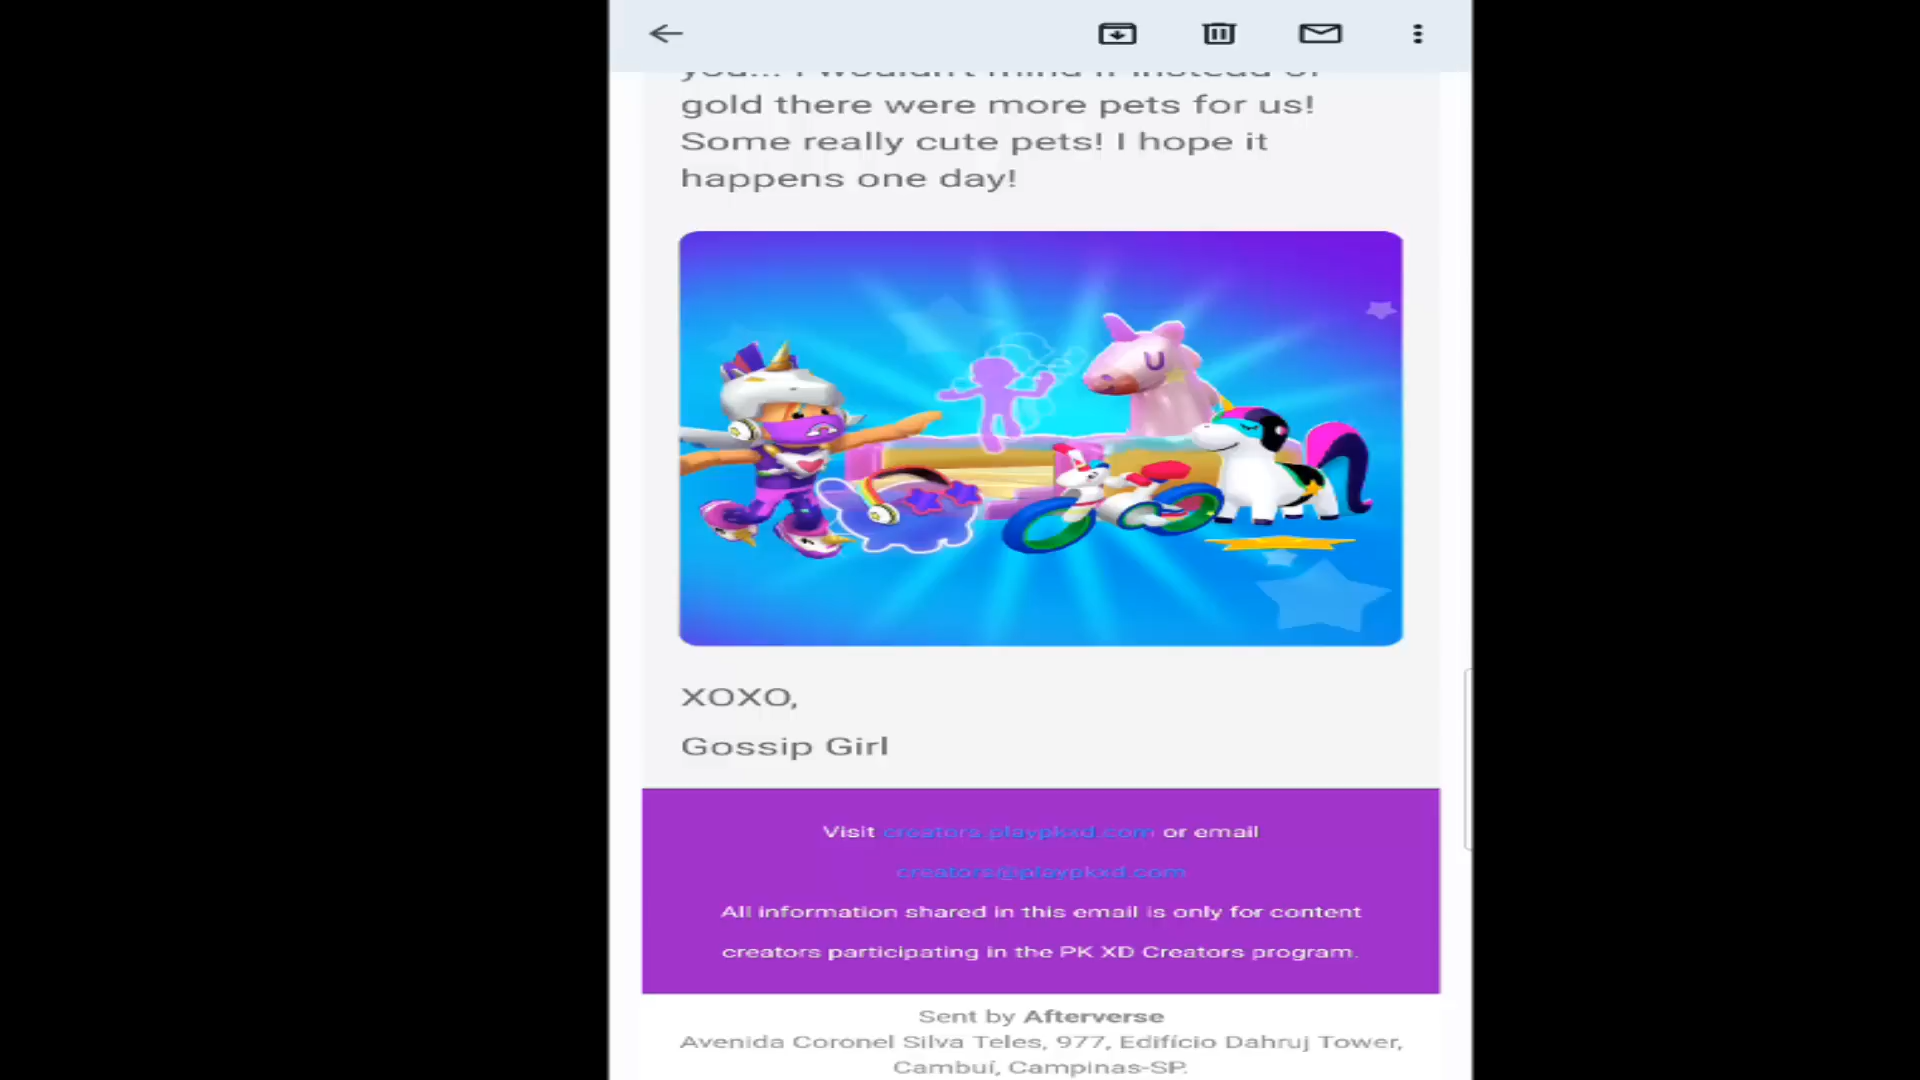 gold there were more pets for us!
Some really cute pets! I hope it
happens one day!
XOXO,
Gossip Girl
Visit creators.playpkxd.com or email
creators@playpkxd.com
All information shared in this email is only for content
creators participating in the PK XD Creators program.
Sent by Afterverse
Avenida Coronel Silva Teles, 977, Edifício Dahruj Tower,
Cambuí, Campinas-SP.